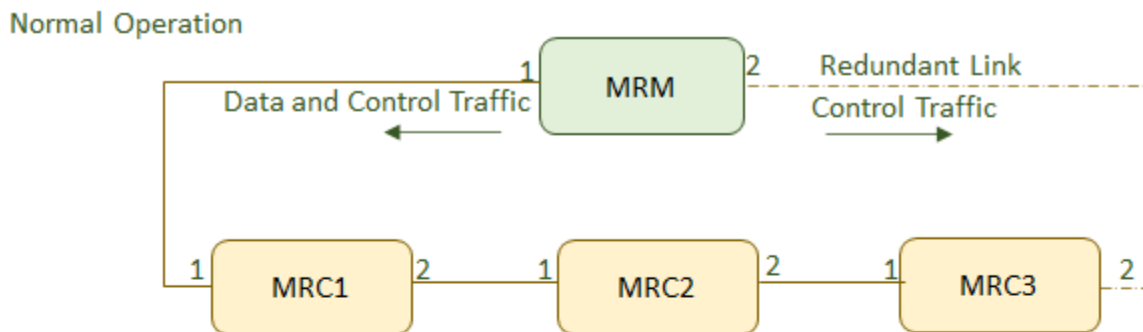 Normal Operation
1 MRM 2 Redundant Link
Data and Control Traffic Control Traffic
1 MRC1 2 1 MRC2 2 1 MRC3 2